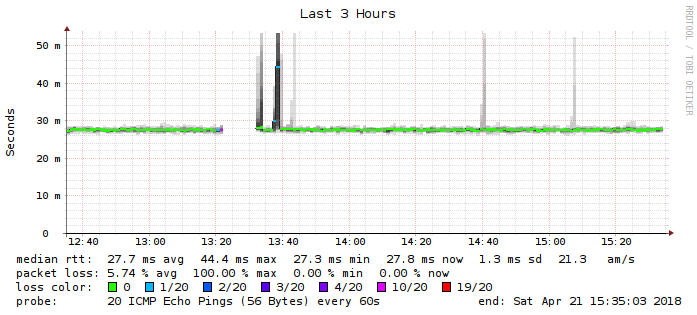 Last 3 Hours
RRDTOOL / TOBI OETIKER
Seconds
50 m
40 m
30 m
20 m
10 m
0
12:40 13:00 13:20 13:40 14:00 14:20 14:40 15:00 15:20
median rtt: 27.7 ms avg 44.4 ms max 27.3 ms min 27.8 ms now 1.3 ms sd 21.3 am/s
packet loss: 5.74 % avg 100.00 % max 0.00 % min 0.00 % now
loss color: 0 1/20 2/20 3/20 4/20 10/20 19/20
probe: 20 ICMP Echo Pings (56 Bytes) every 60s end: Sat Apr 21 15:35:03 2018